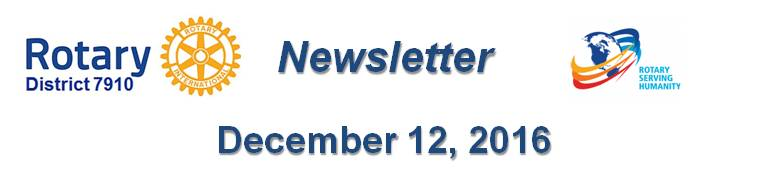 Rotary
District 7910
ROTARY
INTERNATIONAL
Newsletter
ROTARY
SERVING
HUMANITY
December 12, 2016